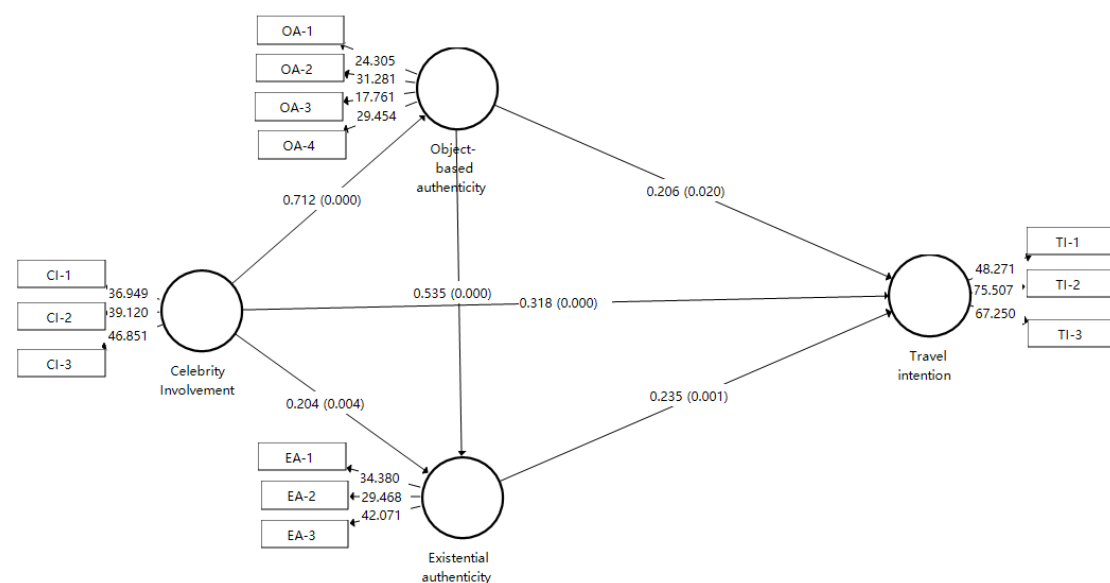 OA-1
OA-2
OA-3
OA-4
24.305
31.281
17.761
29.454
Object-
based
authenticity
0.712 (0.000)
0.206 (0.020)
CI-1
CI-2
CI-3
36.949
39.120
46.851
Celebrity
Involvement
0.535 (0.000)
0.318 (0.000)
TI-1
TI-2
TI-3
48.271
75.507
67.250
Travel
intention
0.204 (0.004)
0.235 (0.001)
EA-1
EA-2
EA-3
34.380
29.468
42.071
Existential
authenticity